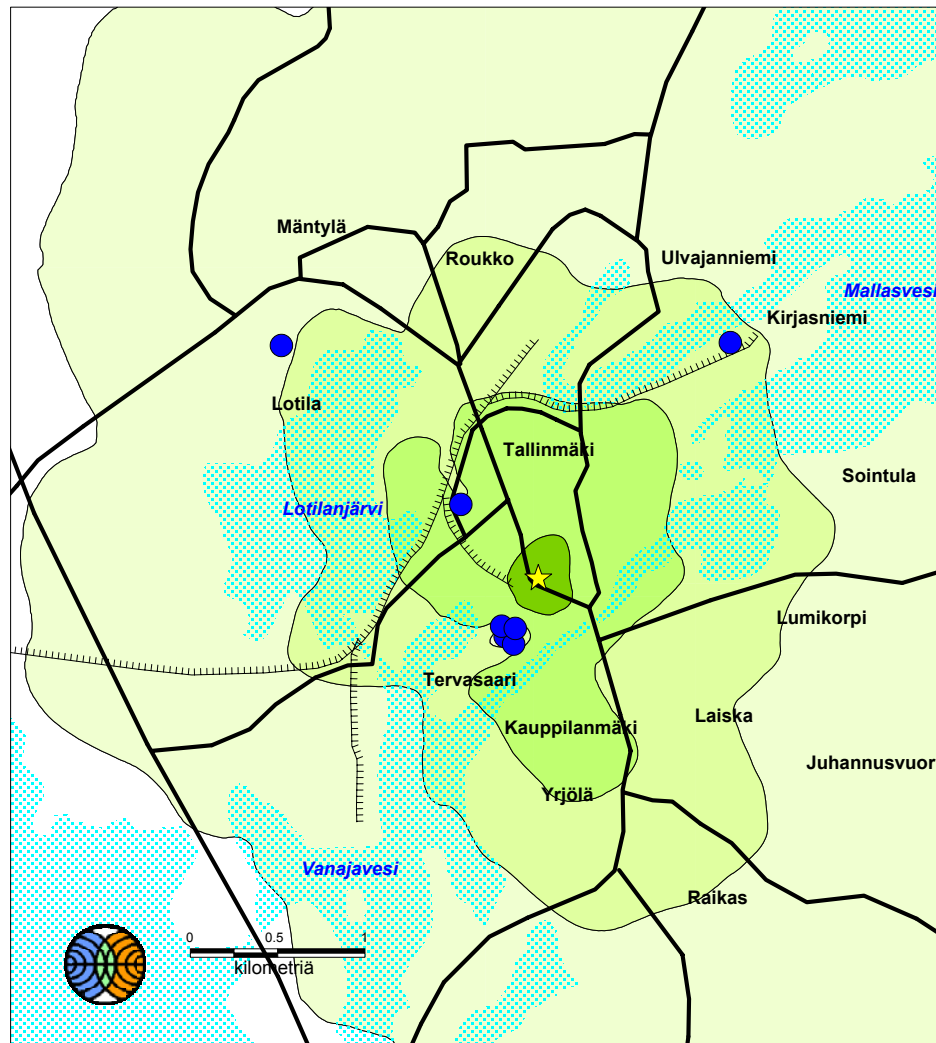 Mäntylä
Roukko
Ulvajanniemi
Mallasvesi
Kirjasniemi
Lotila
Tallinmäki
Sointula
Lotilanjärvi
Lumikorpi
Tervasaari
Laiska
Kauppilanmäki
Juhannusvuor
Yrjölä
Vanajavesi
Raikas
0 0.5 1
kilometriä